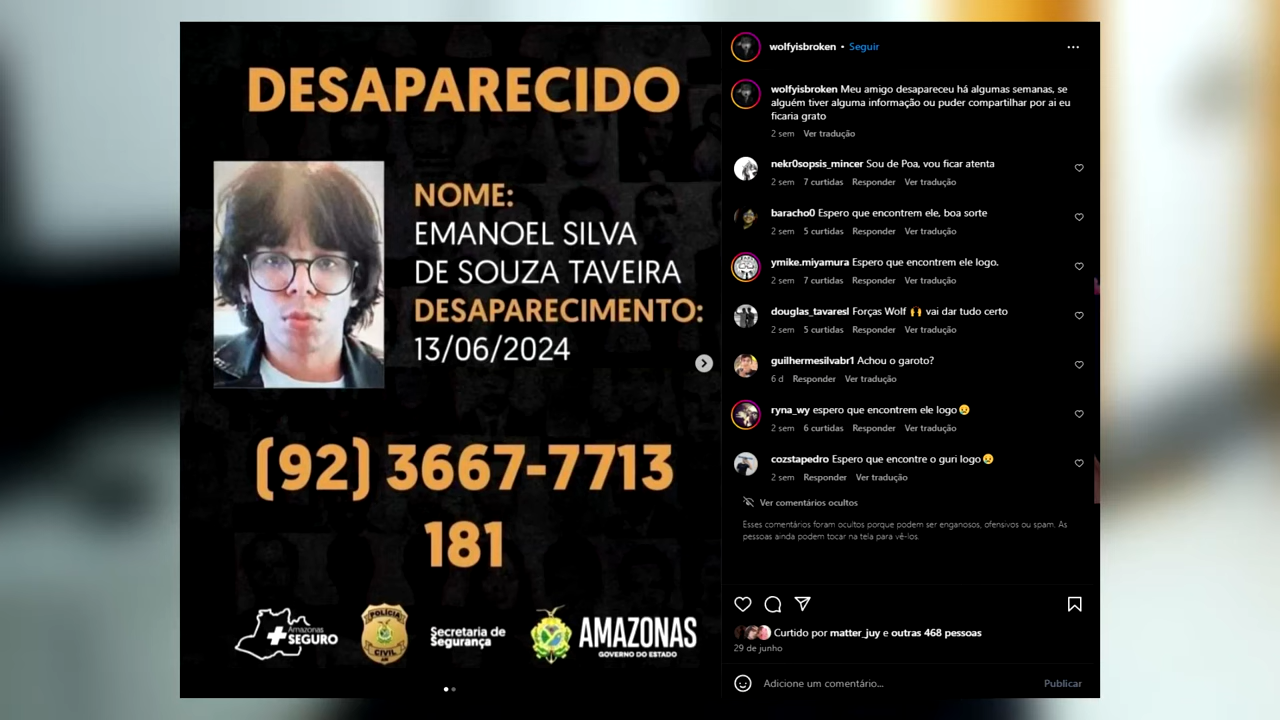 DESAPARECIDO
NOME:
EMANOEL SILVA
DE SOUZA TAVEIRA
DESAPARECIMENTO:
13/06/2024
(92) 3667-7713
181
Amazonas
SEGURO
POLÍCIA
CIVIL
AM
Secretaria de
Segurança
AMAZONAS
GOVERNO DO ESTADO
wolfyisbroken • Seguir
wolfyisbroken Meu amigo desapareceu há algumas semanas, se
alguém tiver alguma informação ou puder compartilhar por ai eu
ficaria grato
2 sem Ver tradução
nekr0sopsis_mincer Sou de Poa, vou ficar atenta
2 sem 7 curtidas Responder Ver tradução
baracho0 Espero que encontrem ele, boa sorte
2 sem 5 curtidas Responder Ver tradução
ymike.miyamura Espero que encontrem ele logo.
2 sem 7 curtidas Responder Ver tradução
douglas_tavaresl Forças Wolf 🙌 vai dar tudo certo
2 sem 5 curtidas Responder Ver tradução
guilhermesilvabr1 Achou o garoto?
6 d Responder Ver tradução
ryna_wy espero que encontrem ele logo😢
2 sem 6 curtidas Responder Ver tradução
cozstapedro Espero que encontre o guri logo😢
2 sem Responder Ver tradução
Ver comentários ocultos
Esses comentários foram ocultos porque podem ser enganosos, ofensivos ou spam. As
pessoas ainda podem tocar na tela para vê-los.
Curtido por matter_juy e outras 468 pessoas
29 de junho
Adicione um comentário...
Publicar